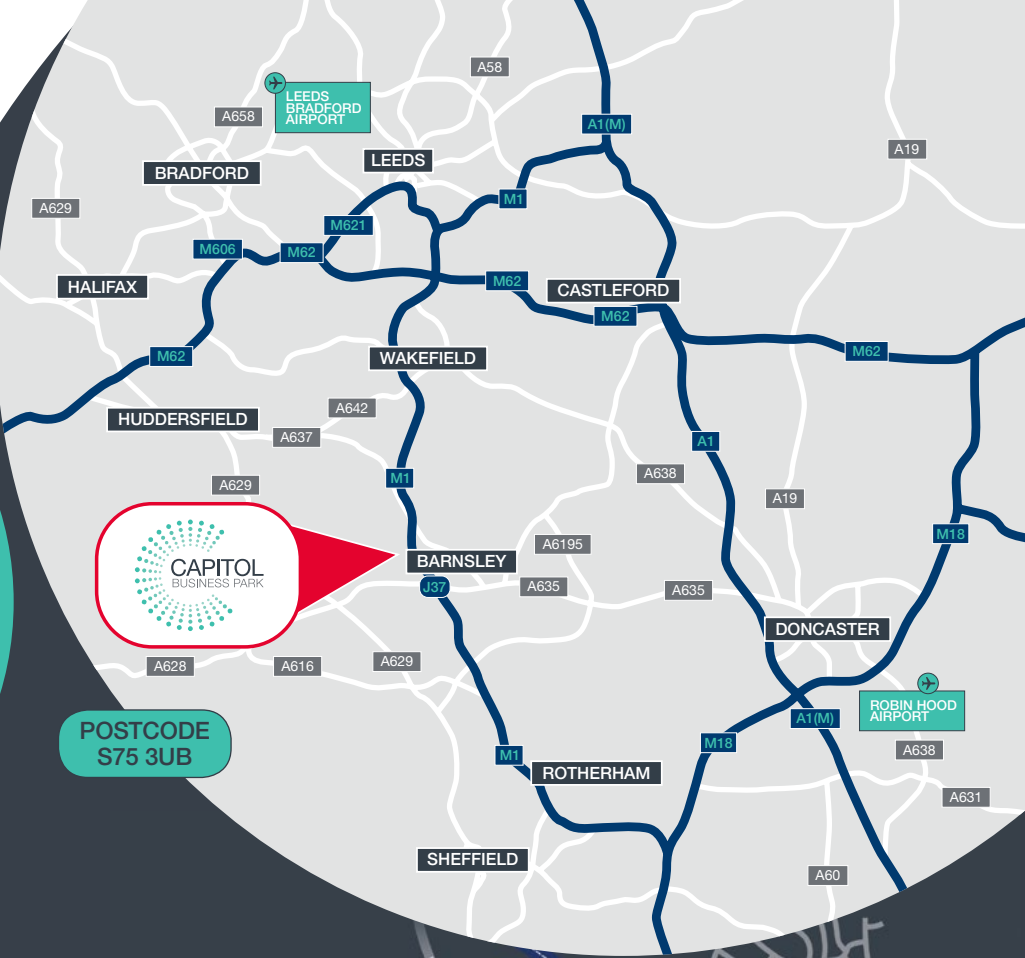 A58
LEEDS
BRADFORD
AIRPORT
A658
A1(M)
A19
LEEDS
BRADFORD
M1
A629
M621
M606
M62
M62
HALIFAX
CASTLEFORD
M62
M62
M62
WAKEFIELD
A642
HUDDERSFIELD
A637
A1
A638
M1
A629
A19
M18
A6195
BARNSLEY
CAPITOL
BUSINESS PARK
J37
A635
A635
DONCASTER
A628
A616
A629
ROBIN HOOD
AIRPORT
A1(M)
POSTCODE
S75 3UB
M18
A638
M1
ROTHERHAM
A631
SHEFFIELD
A60